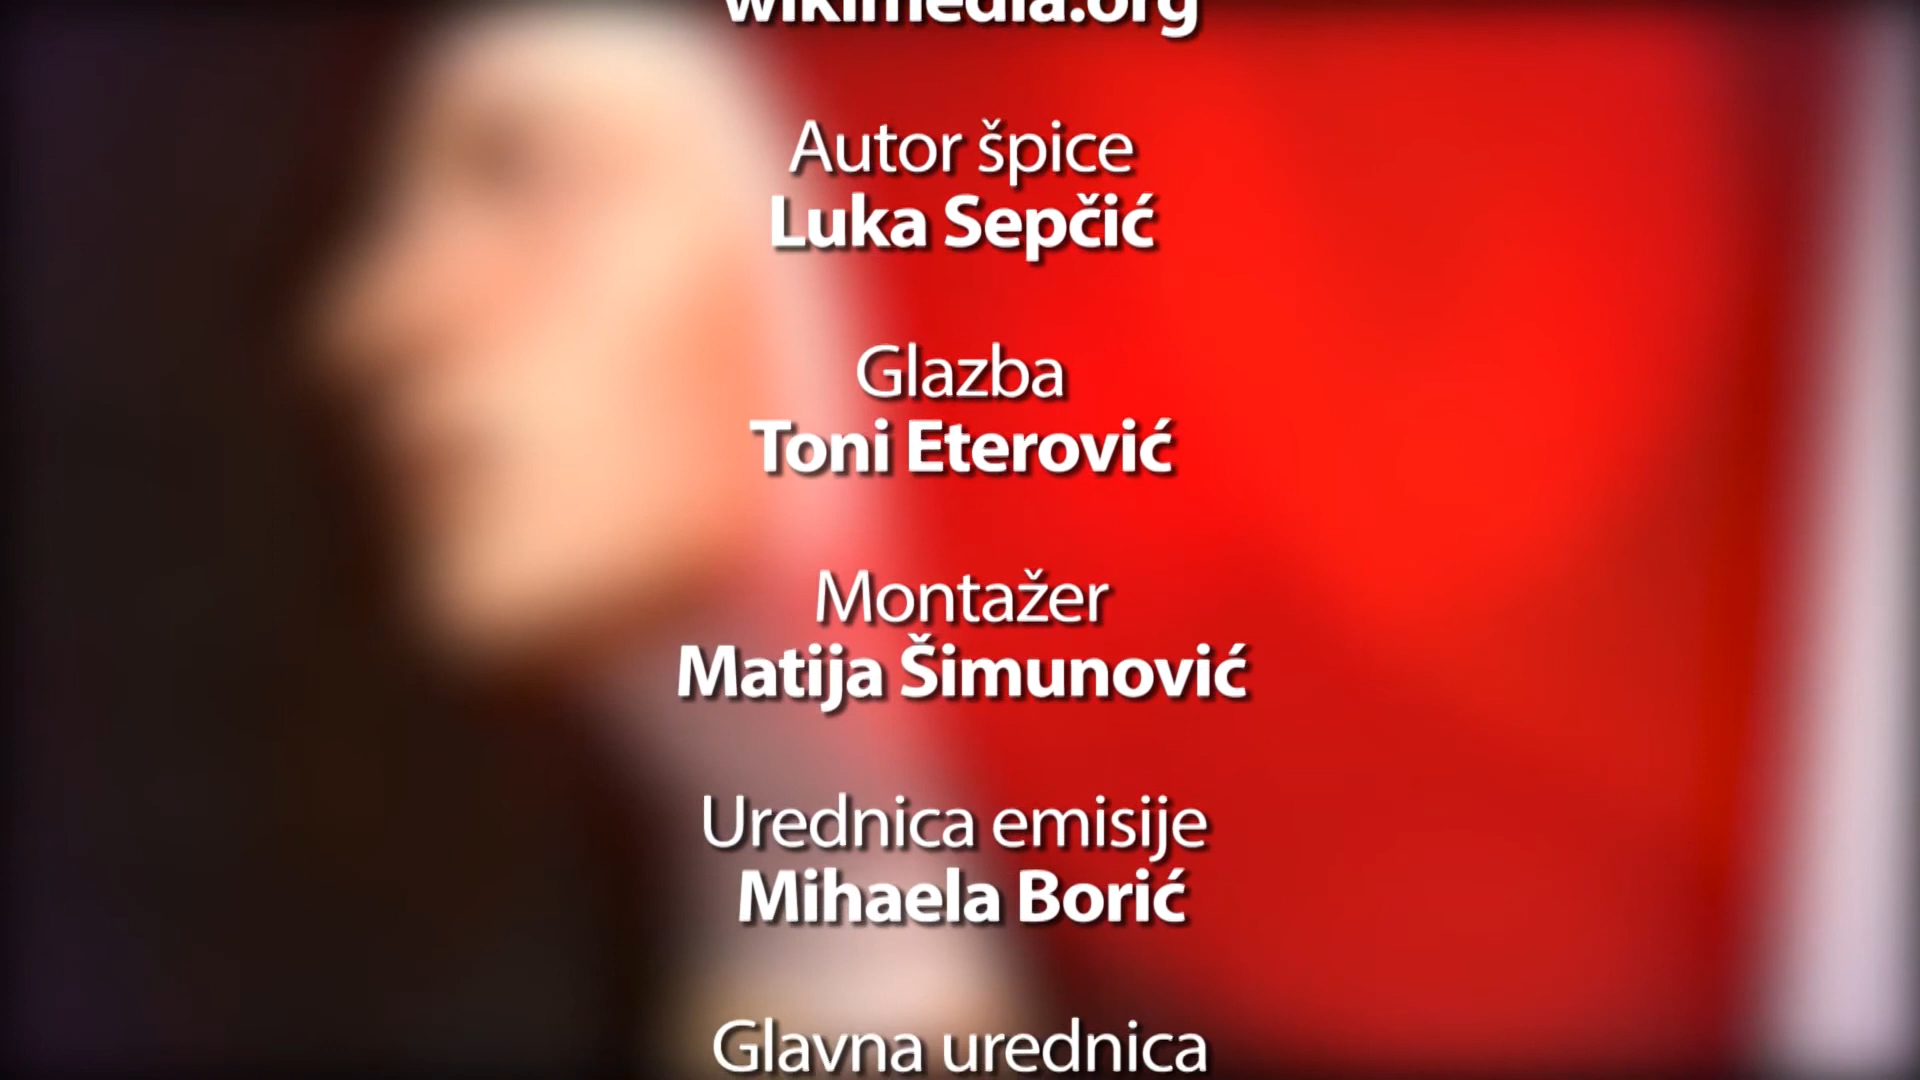 wikimedia.org
Autor špice
Luka Sepčić
Glazba
Toni Eterović
Montažer
Matija Šimunović
Urednica emisije
Mihaela Borić
Glavna urednica